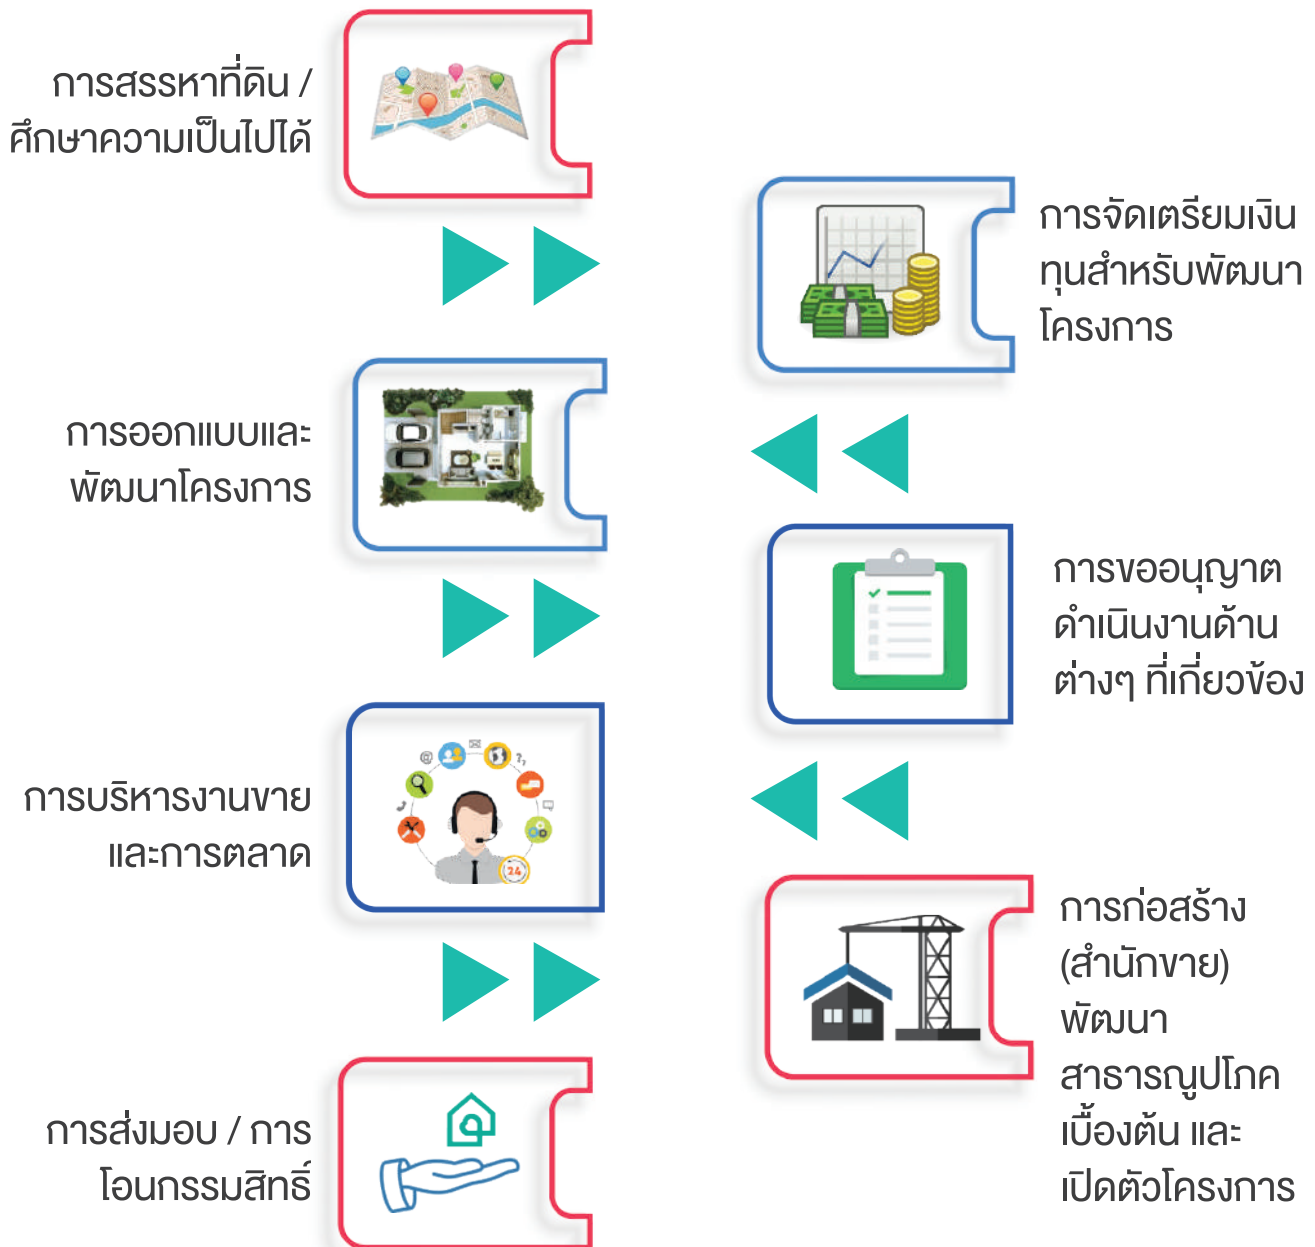 การสรรหาที่ดิน /
ศึกษาความเป็นไปได้
การจัดเตรียมเงิน
ทุนสำหรับพัฒนา
โครงการ
การออกแบบและ
พัฒนาโครงการ
การขออนุญาต
ดำเนินงานด้าน
ต่างๆ ที่เกี่ยวข้อง
การบริหารงานขาย
และการตลาด
24
การก่อสร้าง
(สำนักขาย)
พัฒนา
สาธารณูปโภค
เบื้องต้น และ
เปิดตัวโครงการ
การส่งมอบ / การ
โอนกรรมสิทธิ์